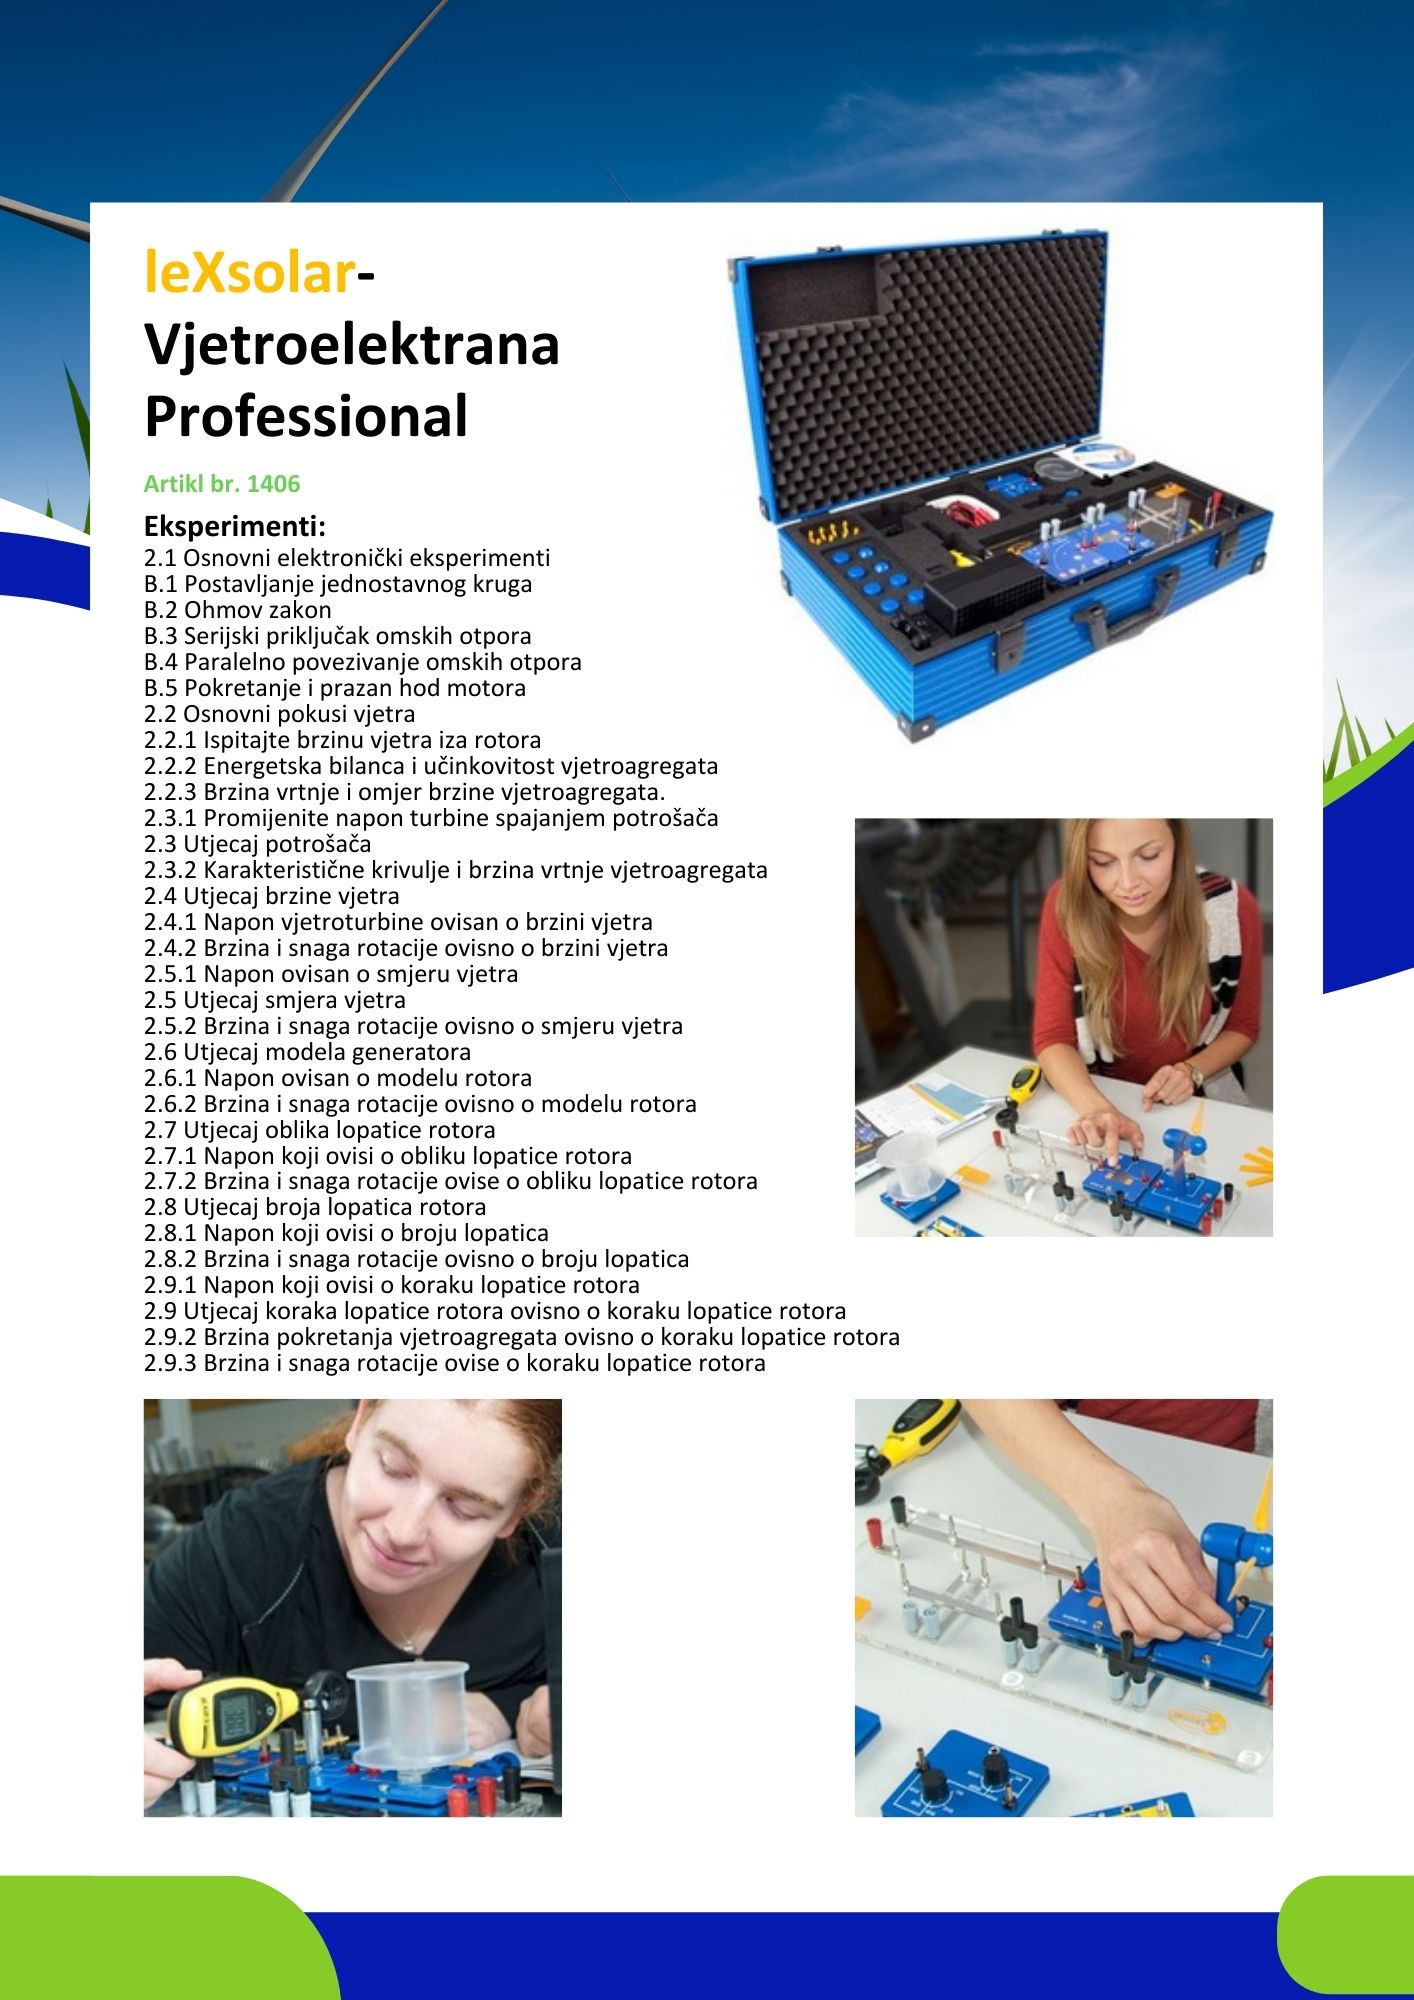 leXsolar-
Vjetroelektrana
Professional
Artikl br. 1406
Eksperimenti:
2.1 Osnovni elektronički eksperimenti
B.1 Postavljanje jednostavnog kruga
B.2 Ohmov zakon
B.3 Serijski priključak omskih otpora
B.4 Paralelno povezivanje omskih otpora
B.5 Pokretanje i prazan hod motora
2.2 Osnovni pokusi vjetra
2.2.1 Ispitajte brzinu vjetra iza rotora
2.2.2 Energetska bilanca i učinkovitost vjetroagregata
2.2.3 Brzina vrtnje i omjer brzine vjetroagregata.
2.3.1 Promijenite napon turbine spajanjem potrošača
2.3 Utjecaj potrošača
2.3.2 Karakteristične krivulje i brzina vrtnje vjetroagregata
2.4 Utjecaj brzine vjetra
2.4.1 Napon vjetroturbine ovisan o brzini vjetra
2.4.2 Brzina i snaga rotacije ovisno o brzini vjetra
2.5.1 Napon ovisan o smjeru vjetra
2.5 Utjecaj smjera vjetra
2.5.2 Brzina i snaga rotacije ovisno o smjeru vjetra
2.6 Utjecaj modela generatora
2.6.1 Napon ovisan o modelu rotora
2.6.2 Brzina i snaga rotacije ovisno o modelu rotora
2.7 Utjecaj oblika lopatice rotora
2.7.1 Napon koji ovisi o obliku lopatice rotora
2.7.2 Brzina i snaga rotacije ovise o obliku lopatice rotora
2.8 Utjecaj broja lopatica rotora
2.8.1 Napon koji ovisi o broju lopatica
2.8.2 Brzina i snaga rotacije ovisno o broju lopatica
2.9.1 Napon koji ovisi o koraku lopatice rotora
2.9 Utjecaj koraka lopatice rotora ovisno o koraku lopatice rotora
2.9.2 Brzina pokretanja vjetroagregata ovisno o koraku lopatice rotora
2.9.3 Brzina i snaga rotacije ovise o koraku lopatice rotora